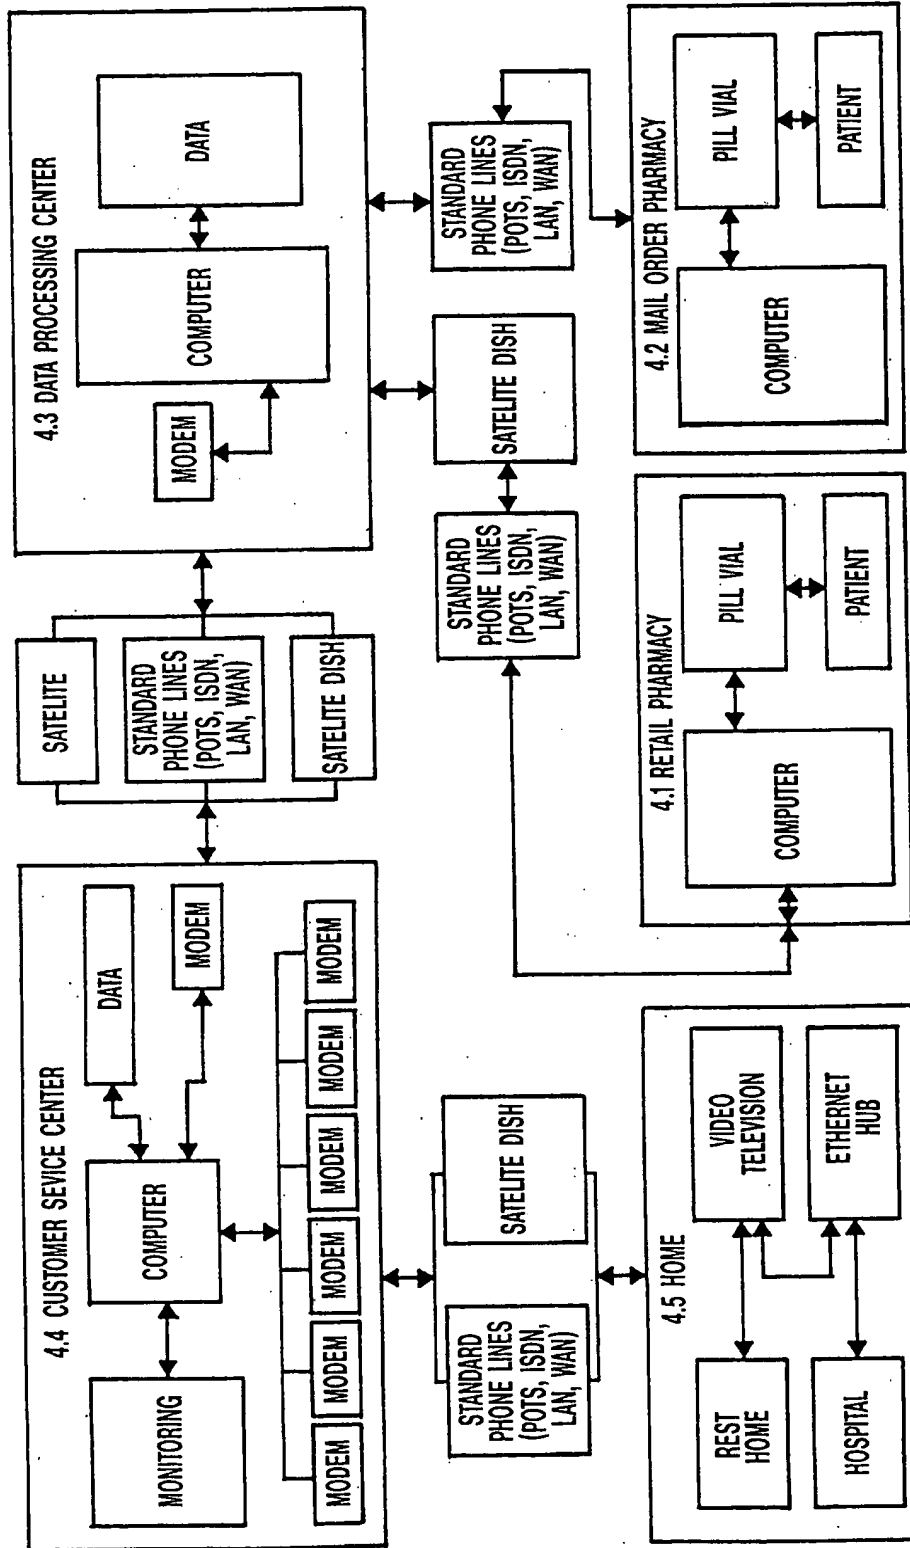 4.4 CUSTOMER SEVICE CENTER
MONITORING
COMPUTER
DATA
MODEM
MODEM
MODEM
MODEM
MODEM
MODEM
MODEM
SATELITE
STANDARD
PHONE LINES
(POTS, ISDN,
LAN, WAN)
SATELITE DISH
4.3 DATA PROCESSING CENTER
MODEM
COMPUTER
DATA
STANDARD
PHONE LINES
(POTS, ISDN,
LAN, WAN)
SATELITE DISH
STANDARD
PHONE LINES
(POTS, ISDN,
LAN, WAN)
SATELITE DISH
STANDARD
PHONE LINES
(POTS, ISDN,
LAN, WAN)
4.5 HOME
REST
HOME
VIDEO
TELEVISION
HOSPITAL
ETHERNET
HUB
4.1 RETAIL PHARMACY
COMPUTER
PILL VIAL
PATIENT
4.2 MAIL ORDER PHARMACY
COMPUTER
PILL VIAL
PATIENT